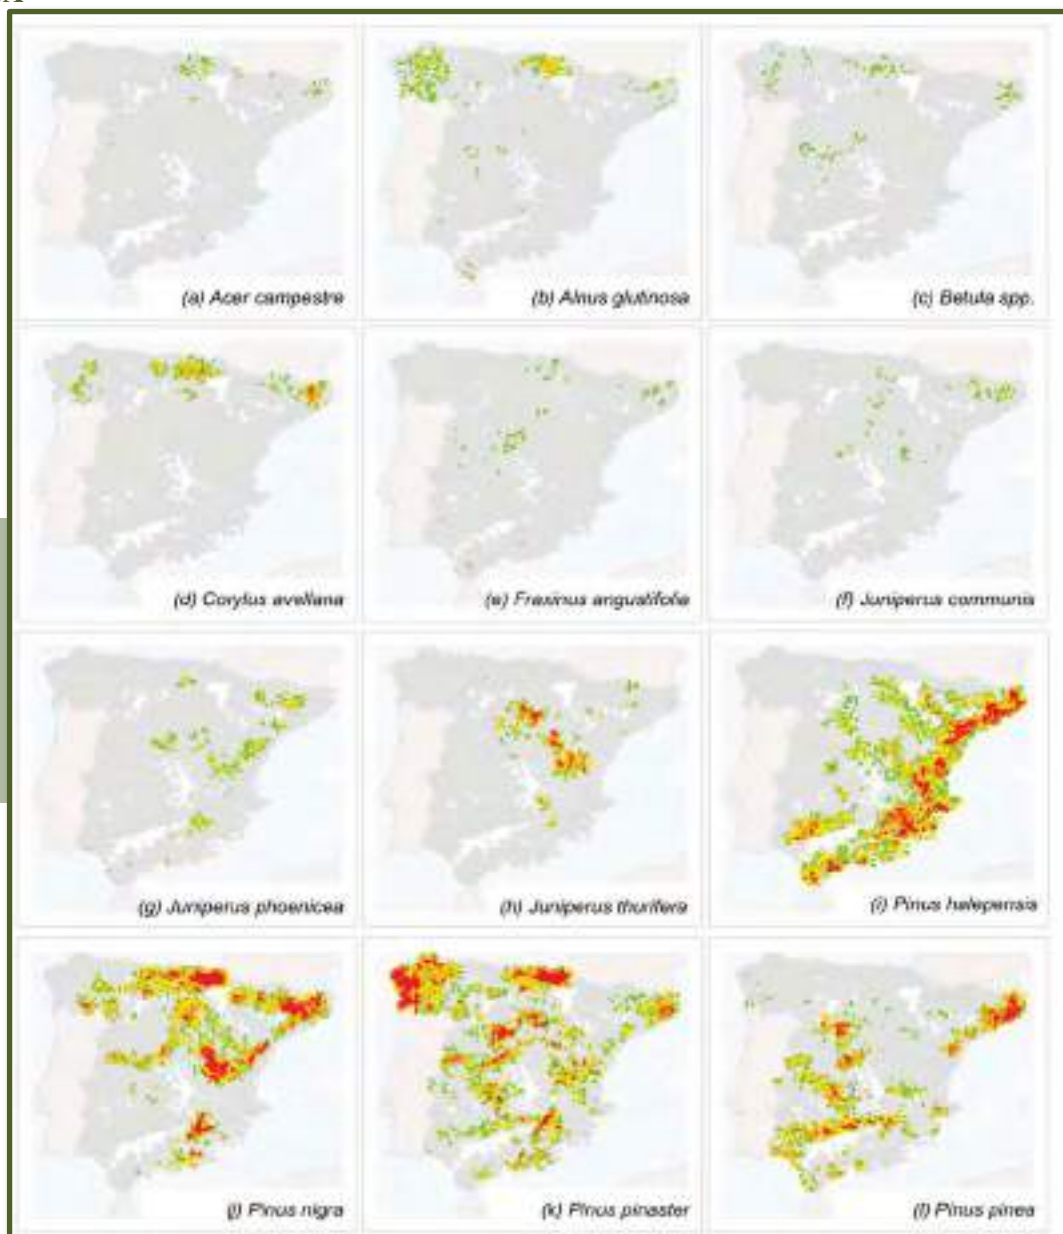 (a) Acer campestre
(b) Alnus glutinosa
(c) Betula spp.
(d) Corylus avellana
(e) Fraxinus angustifolia
(f) Juniperus communis
(g) Juniperus phoenicea
(h) Juniperus thurifera
(i) Pinus halepensis
(j) Pinus nigra
(k) Pinus pinaster
(l) Pinus pinea